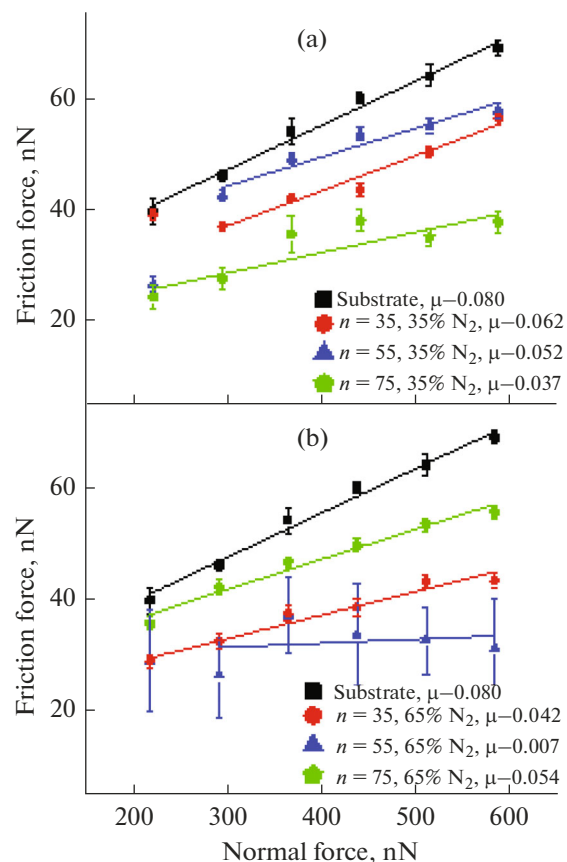 (a)
Friction force, nN
60
40
20
Substrate, μ–0.080
n = 35, 35% N₂, μ–0.062
n = 55, 35% N₂, μ–0.052
n = 75, 35% N₂, μ–0.037
(b)
Friction force, nN
60
40
20
Substrate, μ–0.080
n = 35, 65% N₂, μ–0.042
n = 55, 65% N₂, μ–0.007
n = 75, 65% N₂, μ–0.054
200 300 400 500 600
Normal force, nN